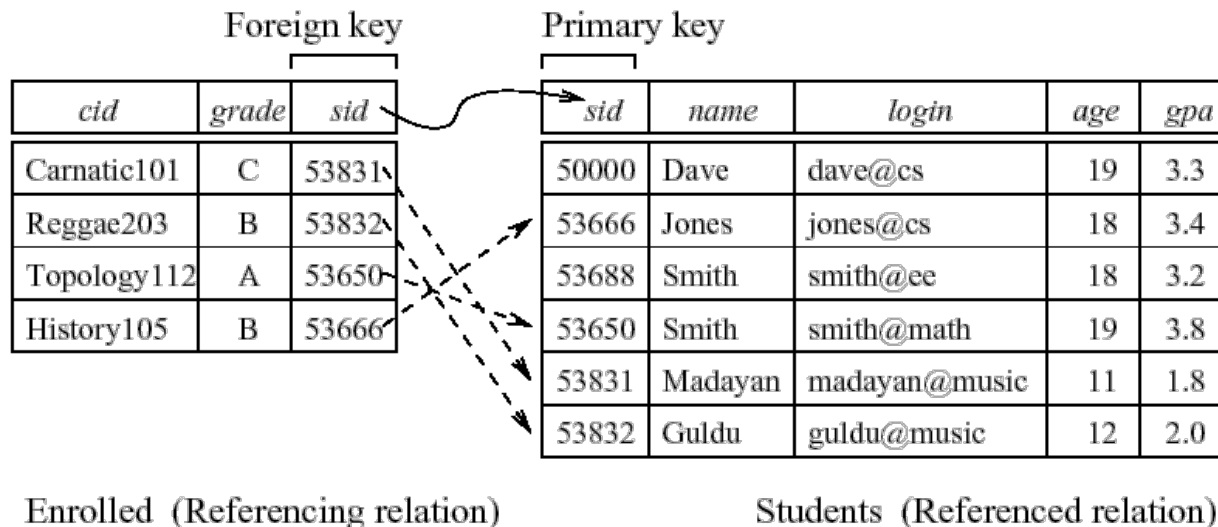 Foreign key
Primary key
cid grade sid
Carnatic101 C 53831
Reggae203 B 53832
Topology112 A 53650
History105 B 53666
sid name login age gpa
50000 Dave dave@cs 19 3.3
53666 Jones jones@cs 18 3.4
53688 Smith smith@ee 18 3.2
53650 Smith smith@math 19 3.8
53831 Madayan madayan@music 11 1.8
53832 Guldu guldu@music 12 2.0
Enrolled (Referencing relation)
Students (Referenced relation)